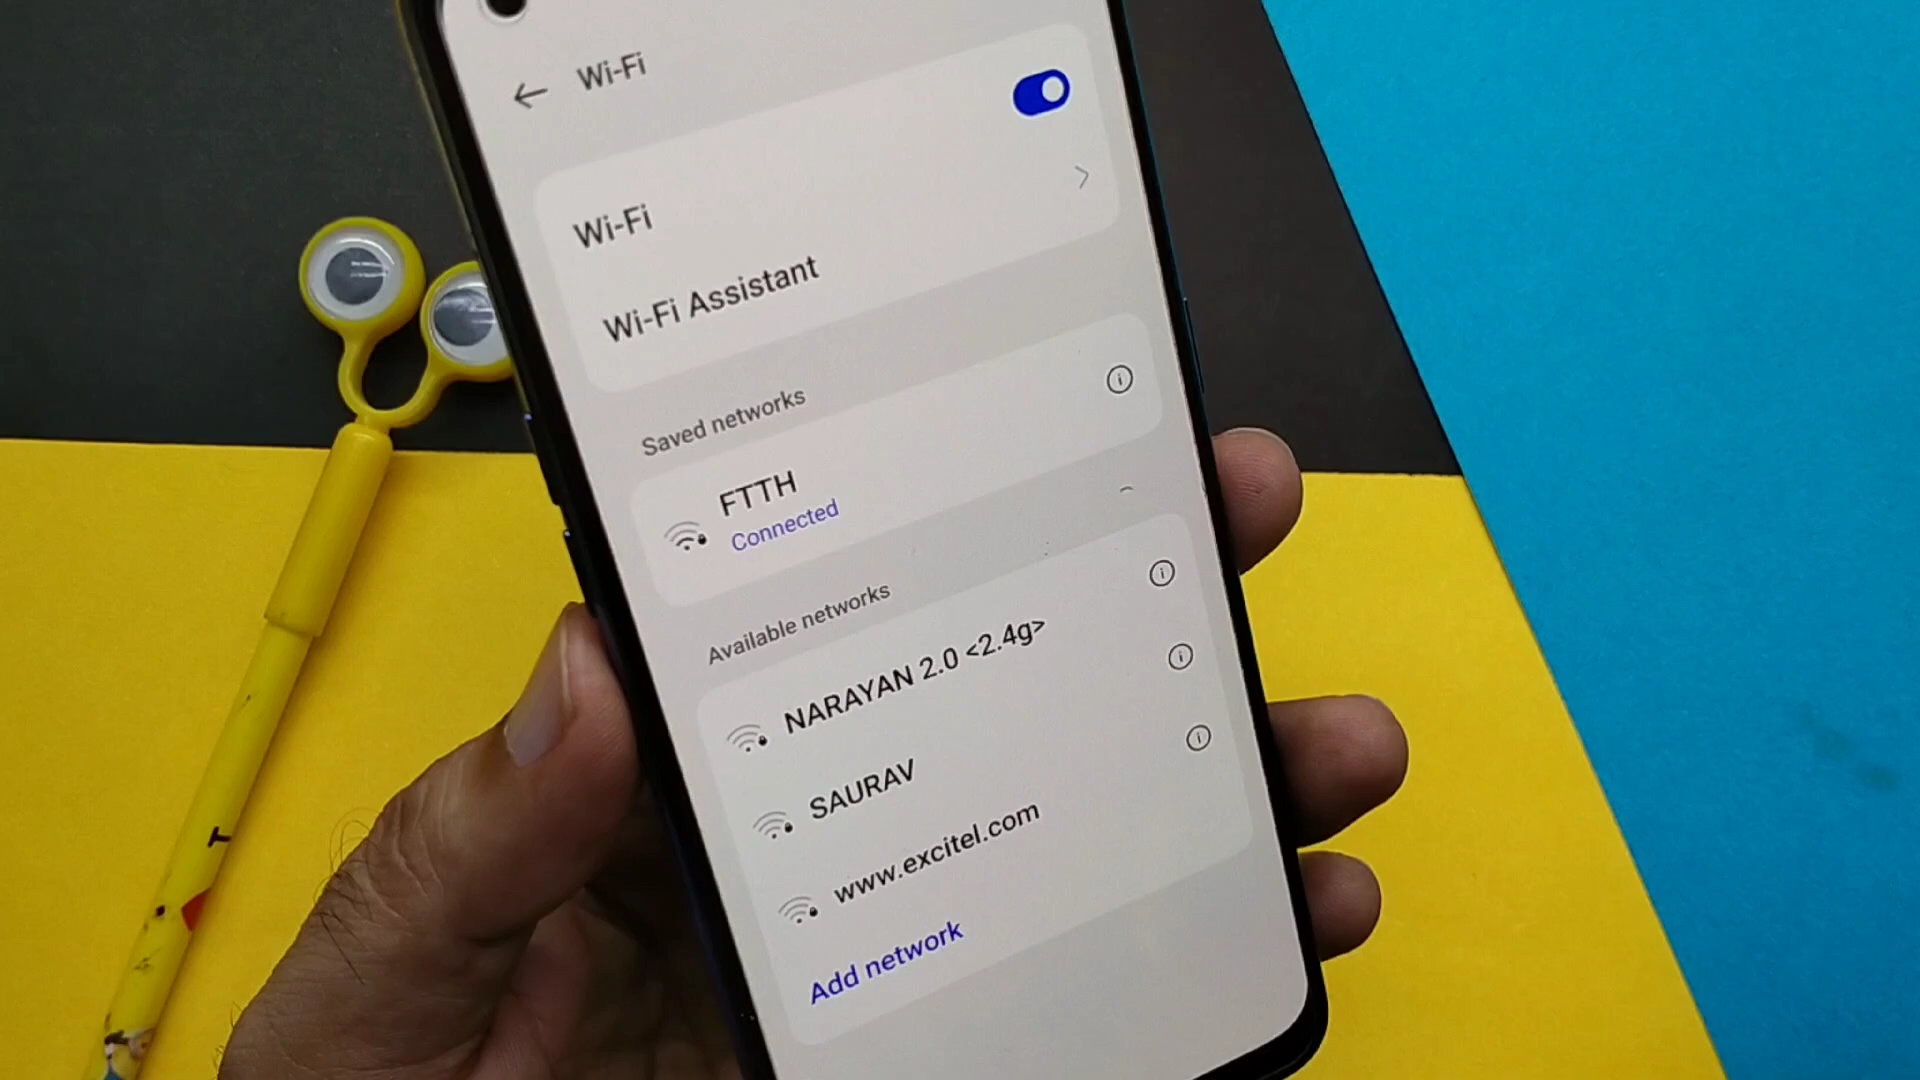 Wi-Fi
Wi-Fi
Wi-Fi Assistant
Saved networks
FTTH
Connected
Available networks
NARAYAN 2.0 <2.4g>
SAURAV
www.excitel.com
Add network
T